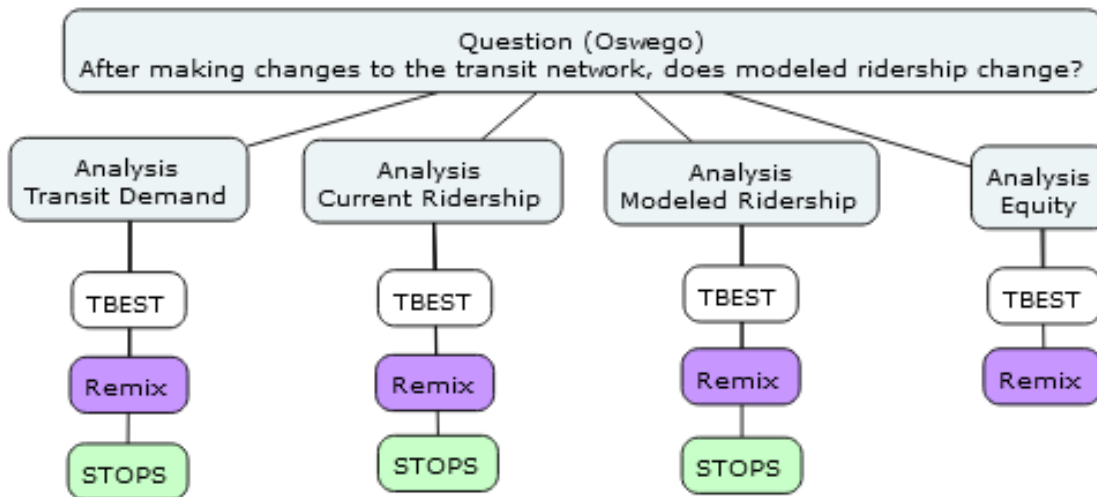 Question (Oswego)
After making changes to the transit network, does modeled ridership change?
Analysis
Transit Demand
Analysis
Current Ridership
Analysis
Modeled Ridership
Analysis
Equity
TBEST
TBEST
TBEST
TBEST
Remix
Remix
Remix
Remix
STOPS
STOPS
STOPS